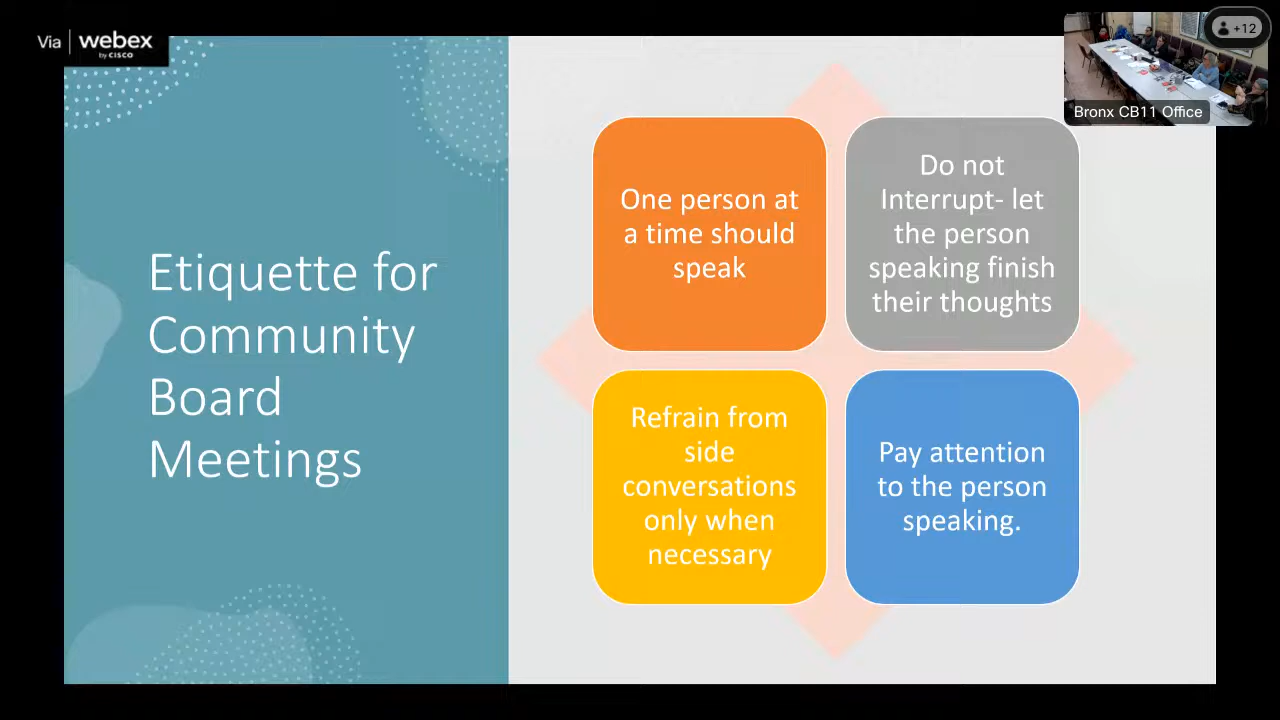 Via webex
by CISCO
+12
Bronx CB11 Office
Etiquette for
Community
Board
Meetings
One person at
a time should
speak
Do not
Interrupt- let
the person
speaking finish
their thoughts
Refrain from
side
conversations
only when
necessary
Pay attention
to the person
speaking.